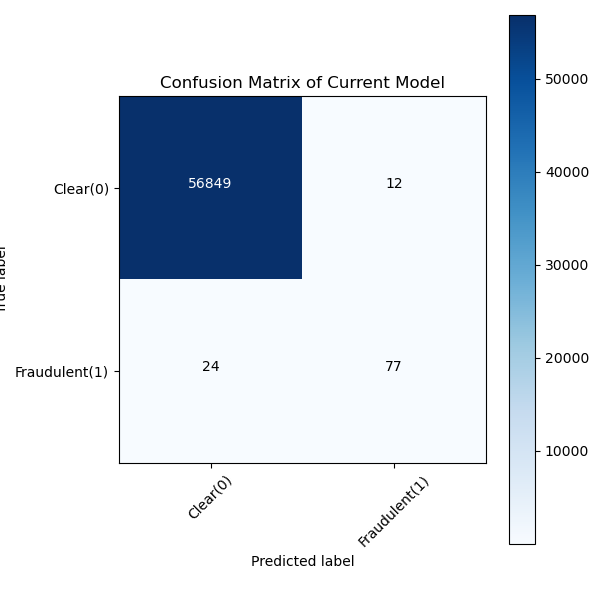 Confusion Matrix of Current Model
50000
40000
30000
20000
10000
Clear(0)
56849
12
Fraudulent(1)
24
77
Clear(0)
Fraudulent(1)
Predicted label
label